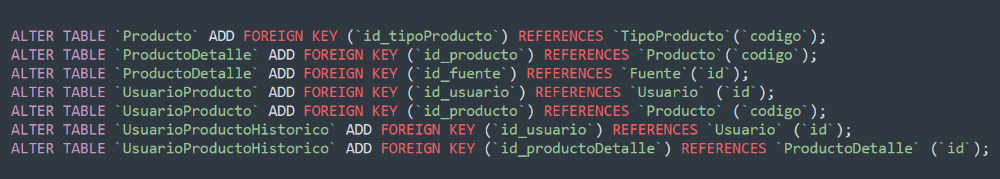 ALTER TABLE `Producto` ADD FOREIGN KEY (`id_tipoProducto`) REFERENCES `TipoProducto`(`codigo`);
ALTER TABLE `ProductoDetalle` ADD FOREIGN KEY (`id_producto`) REFERENCES `Producto`(`codigo`);
ALTER TABLE `ProductoDetalle` ADD FOREIGN KEY (`id_fuente`) REFERENCES `Fuente`(`id`);
ALTER TABLE `UsuarioProducto` ADD FOREIGN KEY (`id_usuario`) REFERENCES `Usuario` (`id`);
ALTER TABLE `UsuarioProducto` ADD FOREIGN KEY (`id_producto`) REFERENCES `Producto` (`codigo`);
ALTER TABLE `UsuarioProductoHistorico` ADD FOREIGN KEY (`id_usuario`) REFERENCES `Usuario` (`id`);
ALTER TABLE `UsuarioProductoHistorico` ADD FOREIGN KEY (`id_productoDetalle`) REFERENCES `ProductoDetalle` (`id`);